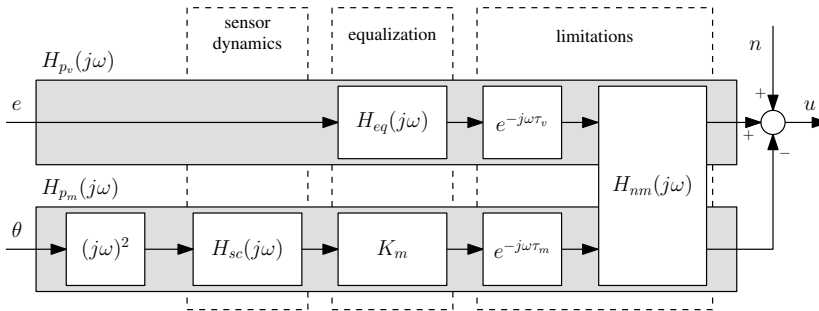 sensor
dynamics
equalization
limitations
n
H_{p_v}(jω)
e
H_{eq}(jω)
e^{-jωτ_v}
+
+
u
−
H_{nm}(jω)
H_{p_m}(jω)
θ
(jω)^2
H_{sc}(jω)
K_m
e^{-jωτ_m}